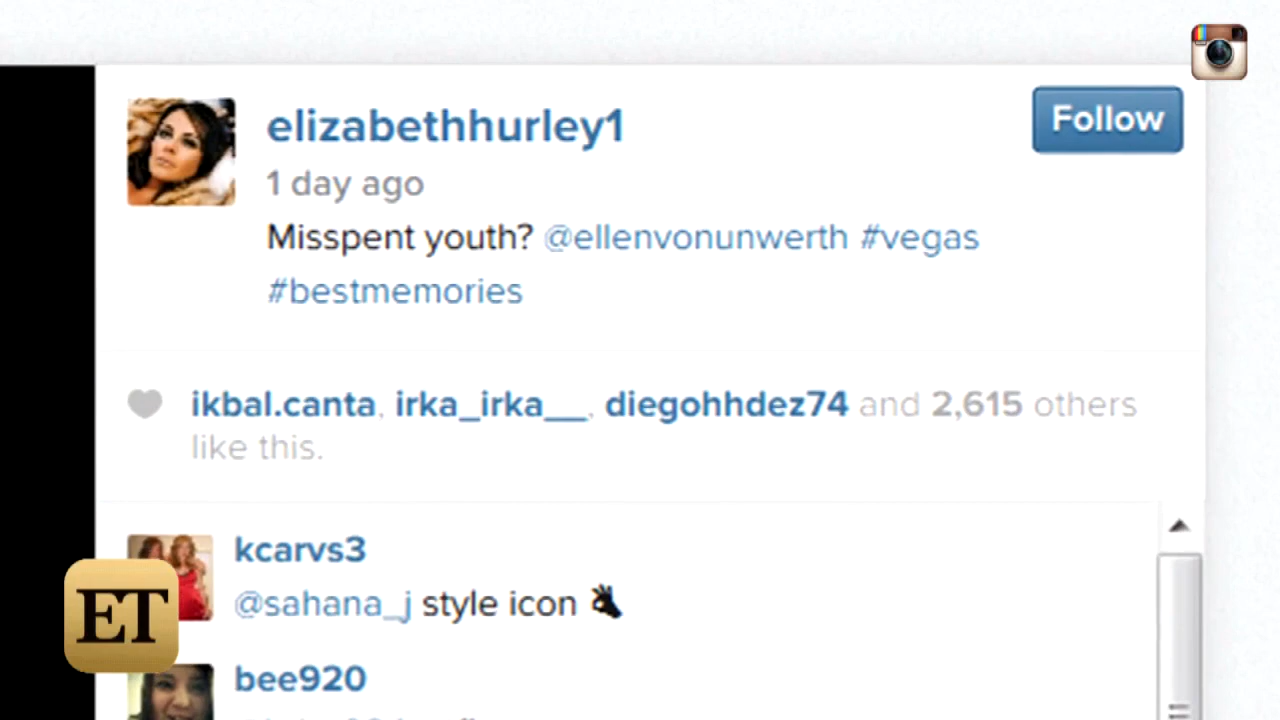 elizabethhurley1
Follow
1 day ago
Misspent youth? @ellenvonunwerth #vegas
#bestmemories
ikbal.canta, irka_irka__, diegohhdez74 and 2,615 others
like this.
kcarvs3
@sahana_j style icon
ET
bee920